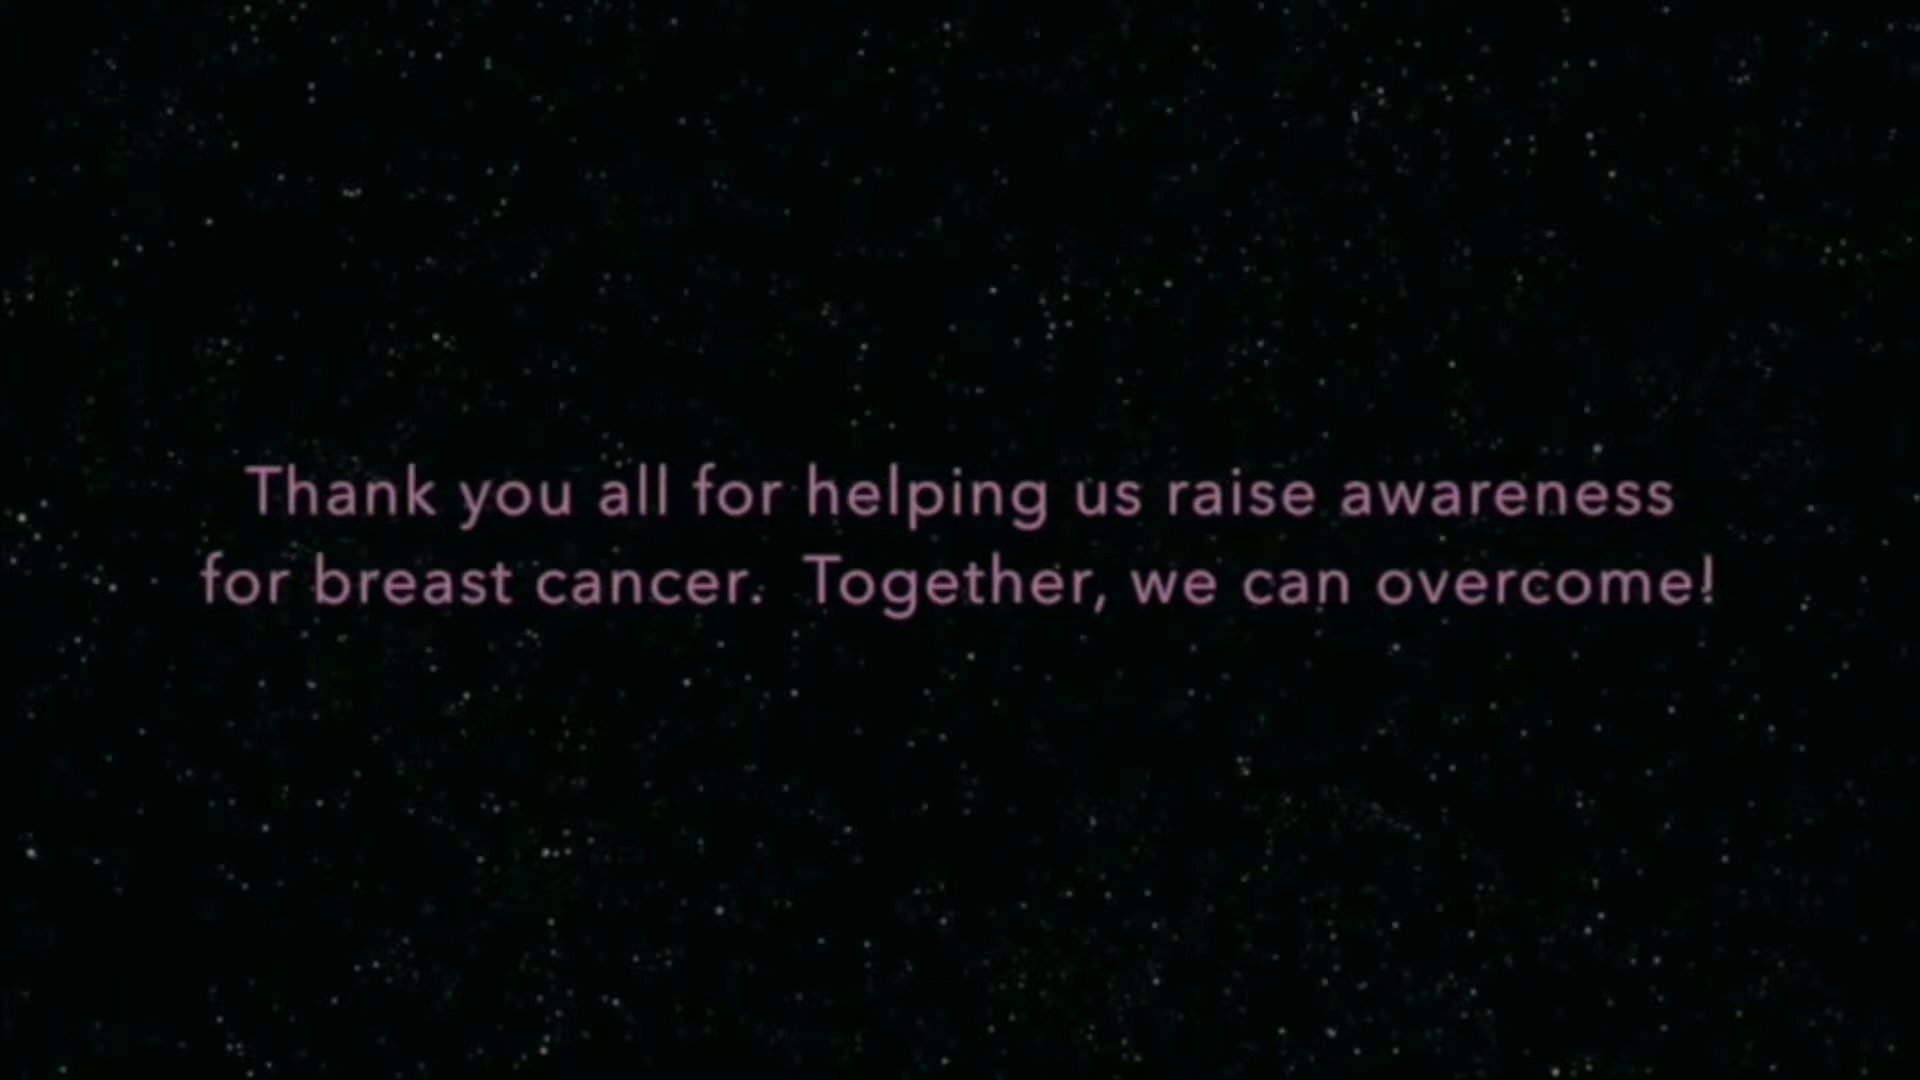 Thank you all for helping us raise awareness
for breast cancer.  Together, we can overcome!